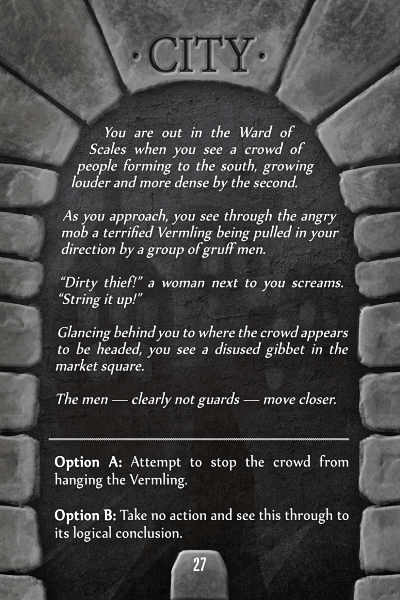 · CITY ·
You are out in the Ward of
Scales when you see a crowd of
people forming to the south, growing
louder and more dense by the second.
As you approach, you see through the angry
mob a terrified Vermling being pulled in your
direction by a group of gruff men.
“Dirty thief!” a woman next to you screams.
“String it up!”
Glancing behind you to where the crowd appears
to be headed, you see a disused gibbet in the
market square.
The men — clearly not guards — move closer.
Option A: Attempt to stop the crowd from
hanging the Vermling.
Option B: Take no action and see this through to
its logical conclusion.
27